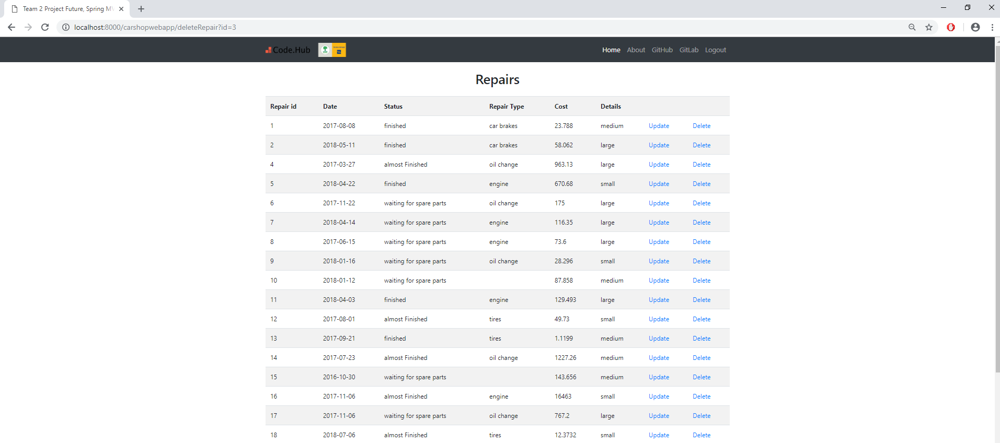 Team 2 Project Future, Spring MV
localhost:8000/carshopwebapp/deleteRepair?id=3
Code.Hub
Home About GitHub GitLab Logout
Repairs
Repair id Date Status Repair Type Cost Details
1 2017-08-08 finished car brakes 23.788 medium Update Delete
2 2018-05-11 finished car brakes 58.062 large Update Delete
4 2017-03-27 almost Finished oil change 963.13 large Update Delete
5 2018-04-22 finished engine 670.68 small Update Delete
6 2017-11-22 waiting for spare parts oil change 175 large Update Delete
7 2018-04-14 waiting for spare parts engine 116.35 large Update Delete
8 2017-06-15 waiting for spare parts engine 73.6 large Update Delete
9 2018-01-16 waiting for spare parts oil change 28.296 small Update Delete
10 2018-01-12 waiting for spare parts 87.858 medium Update Delete
11 2018-04-03 finished engine 129.493 large Update Delete
12 2017-08-01 almost Finished tires 49.73 small Update Delete
13 2017-09-21 finished tires 1.1199 medium Update Delete
14 2017-07-23 almost Finished oil change 1227.26 medium Update Delete
15 2016-10-30 waiting for spare parts 143.656 medium Update Delete
16 2017-11-06 almost Finished engine 16463 small Update Delete
17 2017-11-06 waiting for spare parts oil change 767.2 large Update Delete
18 2018-07-06 almost Finished tires 12.3732 small Update Delete